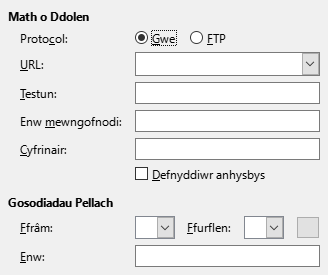 Math o Ddolen
Protocol: Gwe FTP
URL:
Testun:
Enw mewngofnodi:
Cyfrinair:
Defnyddiwr anhysbys
Gosodiadau Pellach
Ffrâm: Ffurflen:
Enw: